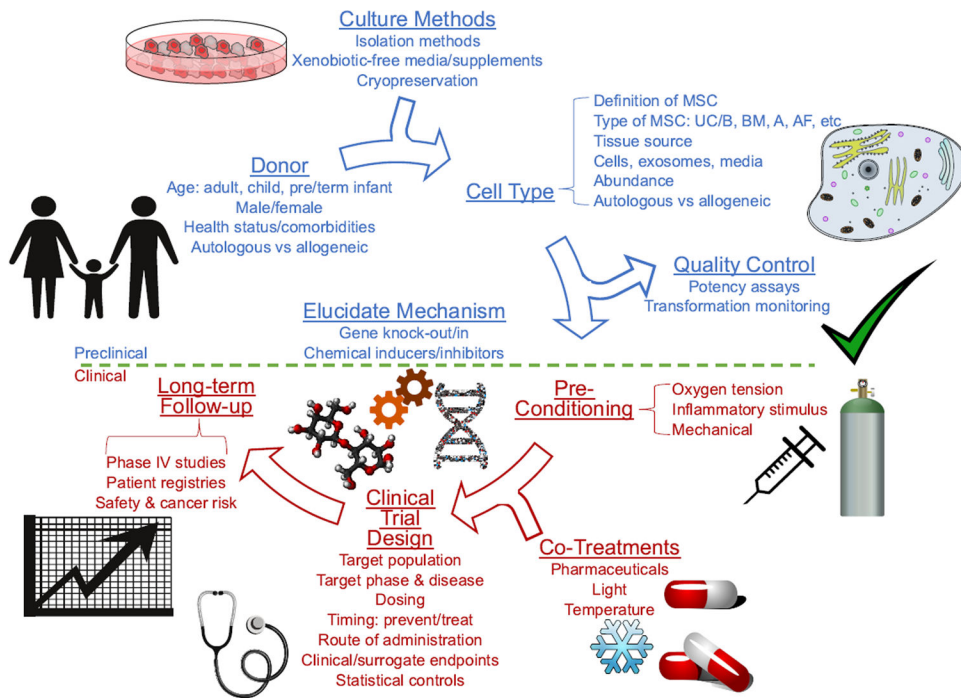 Culture Methods
Isolation methods
Xenobiotic-free media/supplements
Cryopreservation
Donor
Age: adult, child, pre/term infant
Male/female
Health status/comorbidities
Autologous vs allogeneic
Cell Type
Definition of MSC
Type of MSC: UC/B, BM, A, AF, etc
Tissue source
Cells, exosomes, media
Abundance
Autologous vs allogeneic
Quality Control
Potency assays
Transformation monitoring
Elucidate Mechanism
Gene knock-out/in
Chemical inducers/inhibitors
Preclinical
Clinical
Pre-
Conditioning
Oxygen tension
Inflammatory stimulus
Mechanical
Co-Treatments
Pharmaceuticals
Light
Temperature
Clinical
Trial
Design
Target population
Target phase & disease
Dosing
Timing: prevent/treat
Route of administration
Clinical/surrogate endpoints
Statistical controls
Long-term
Follow-up
Phase IV studies
Patient registries
Safety & cancer risk